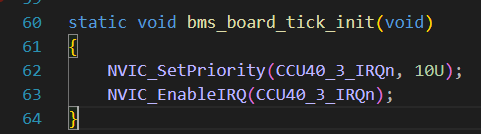 60 static void bms_board_tick_init(void)
61 {
62 NVIC_SetPriority(CCU40_3_IRQn, 10U);
63 NVIC_EnableIRQ(CCU40_3_IRQn);
64 }